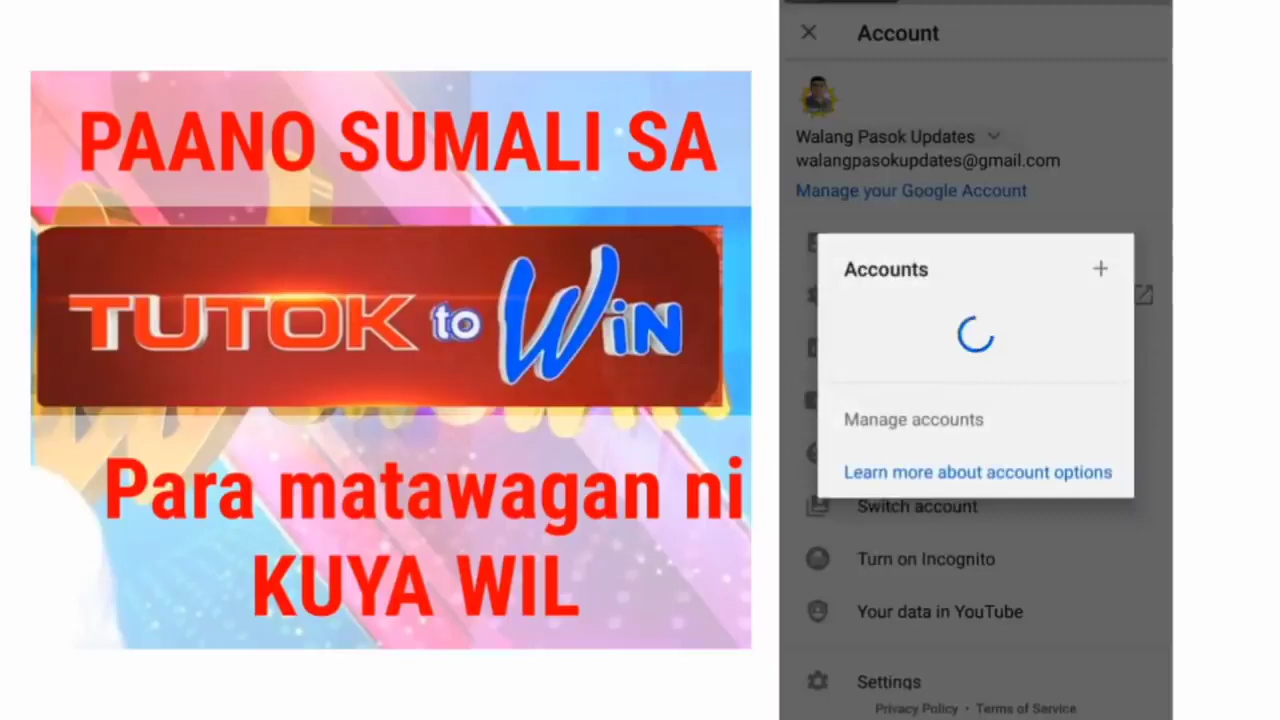 PAANO SUMALI SA
TUTOK to WiN
Para matawagan ni
KUYA WIL
Account
Walang Pasok Updates
walangpasokupdates@gmail.com
Manage your Google Account
Accounts
Manage accounts
Learn more about account options
Switch account
Turn on Incognito
Your data in YouTube
Settings
Privacy Policy • Terms of Service